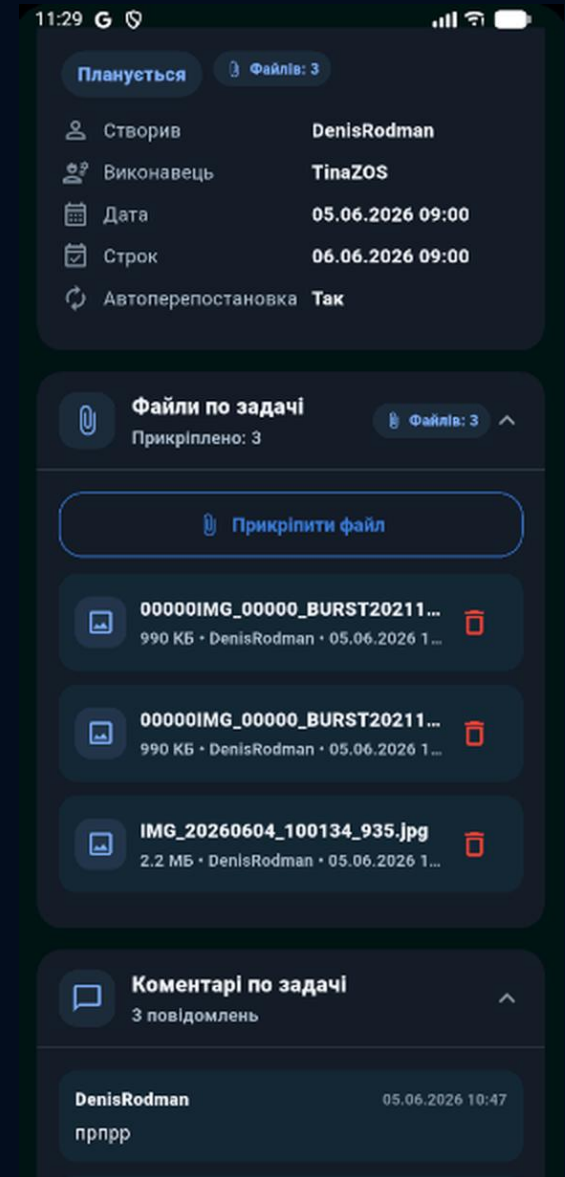 11:29 G
Планується
Файлів: 3
Створив DenisRodman
Виконавець TinaZOS
Дата 05.06.2026 09:00
Строк 06.06.2026 09:00
Автоперепостановка Так
Файли по задачі
Прикріплено: 3
Файлів: 3
Прикріпити файл
00000IMG_00000_BURST20211...
990 КБ • DenisRodman • 05.06.2026 1...
00000IMG_00000_BURST20211...
990 КБ • DenisRodman • 05.06.2026 1...
IMG_20260604_100134_935.jpg
2.2 МБ • DenisRodman • 05.06.2026 1...
Коментарі по задачі
3 повідомлень
DenisRodman 05.06.2026 10:47
прпрр